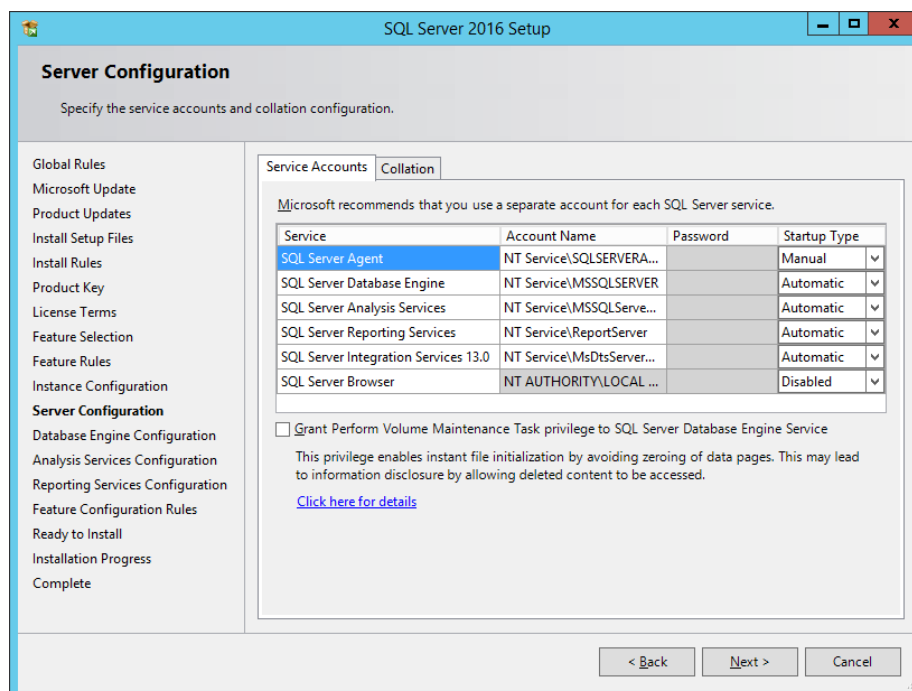 SQL Server 2016 Setup
Server Configuration
Specify the service accounts and collation configuration.
Global Rules
Microsoft Update
Product Updates
Install Setup Files
Install Rules
Product Key
License Terms
Feature Selection
Feature Rules
Instance Configuration
Server Configuration
Database Engine Configuration
Analysis Services Configuration
Reporting Services Configuration
Feature Configuration Rules
Ready to Install
Installation Progress
Complete
Service Accounts Collation
Microsoft recommends that you use a separate account for each SQL Server service.
Service Account Name Password Startup Type
SQL Server Agent NT Service\SQLSERVERA... Manual
SQL Server Database Engine NT Service\MSSQLSERVER Automatic
SQL Server Analysis Services NT Service\MSSQLServe... Automatic
SQL Server Reporting Services NT Service\ReportServer Automatic
SQL Server Integration Services 13.0 NT Service\MsDtsServer... Automatic
SQL Server Browser NT AUTHORITY\LOCAL ... Disabled
Grant Perform Volume Maintenance Task privilege to SQL Server Database Engine Service
This privilege enables instant file initialization by avoiding zeroing of data pages. This may lead
to information disclosure by allowing deleted content to be accessed.
Click here for details
< Back Next > Cancel